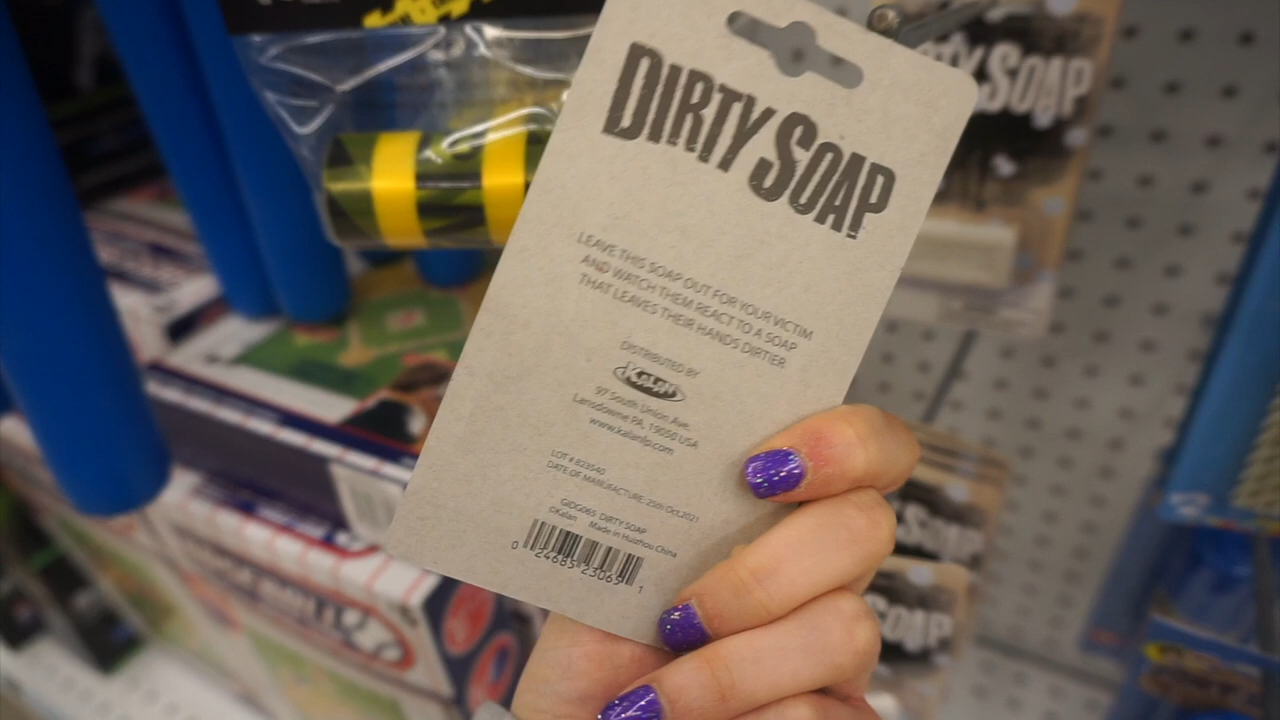 DIRTY SOAP
LEAVE THIS SOAP OUT FOR YOUR VICTIM
AND WATCH THEM REACT TO A SOAP
THAT LEAVES THEIR HANDS DIRTIER.
DISTRIBUTED BY
KALAN
97 South Union Ave.
Lansdowne PA, 19050 USA
www.kalanlp.com
LOT # 823540
DATE OF MANUFACTURE: 25th Oct, 2021
GIDG065 DIRTY SOAP
©Kalan Made in Huizhou China
0 24685 23065 1
SOAP
SOAP
SOAP